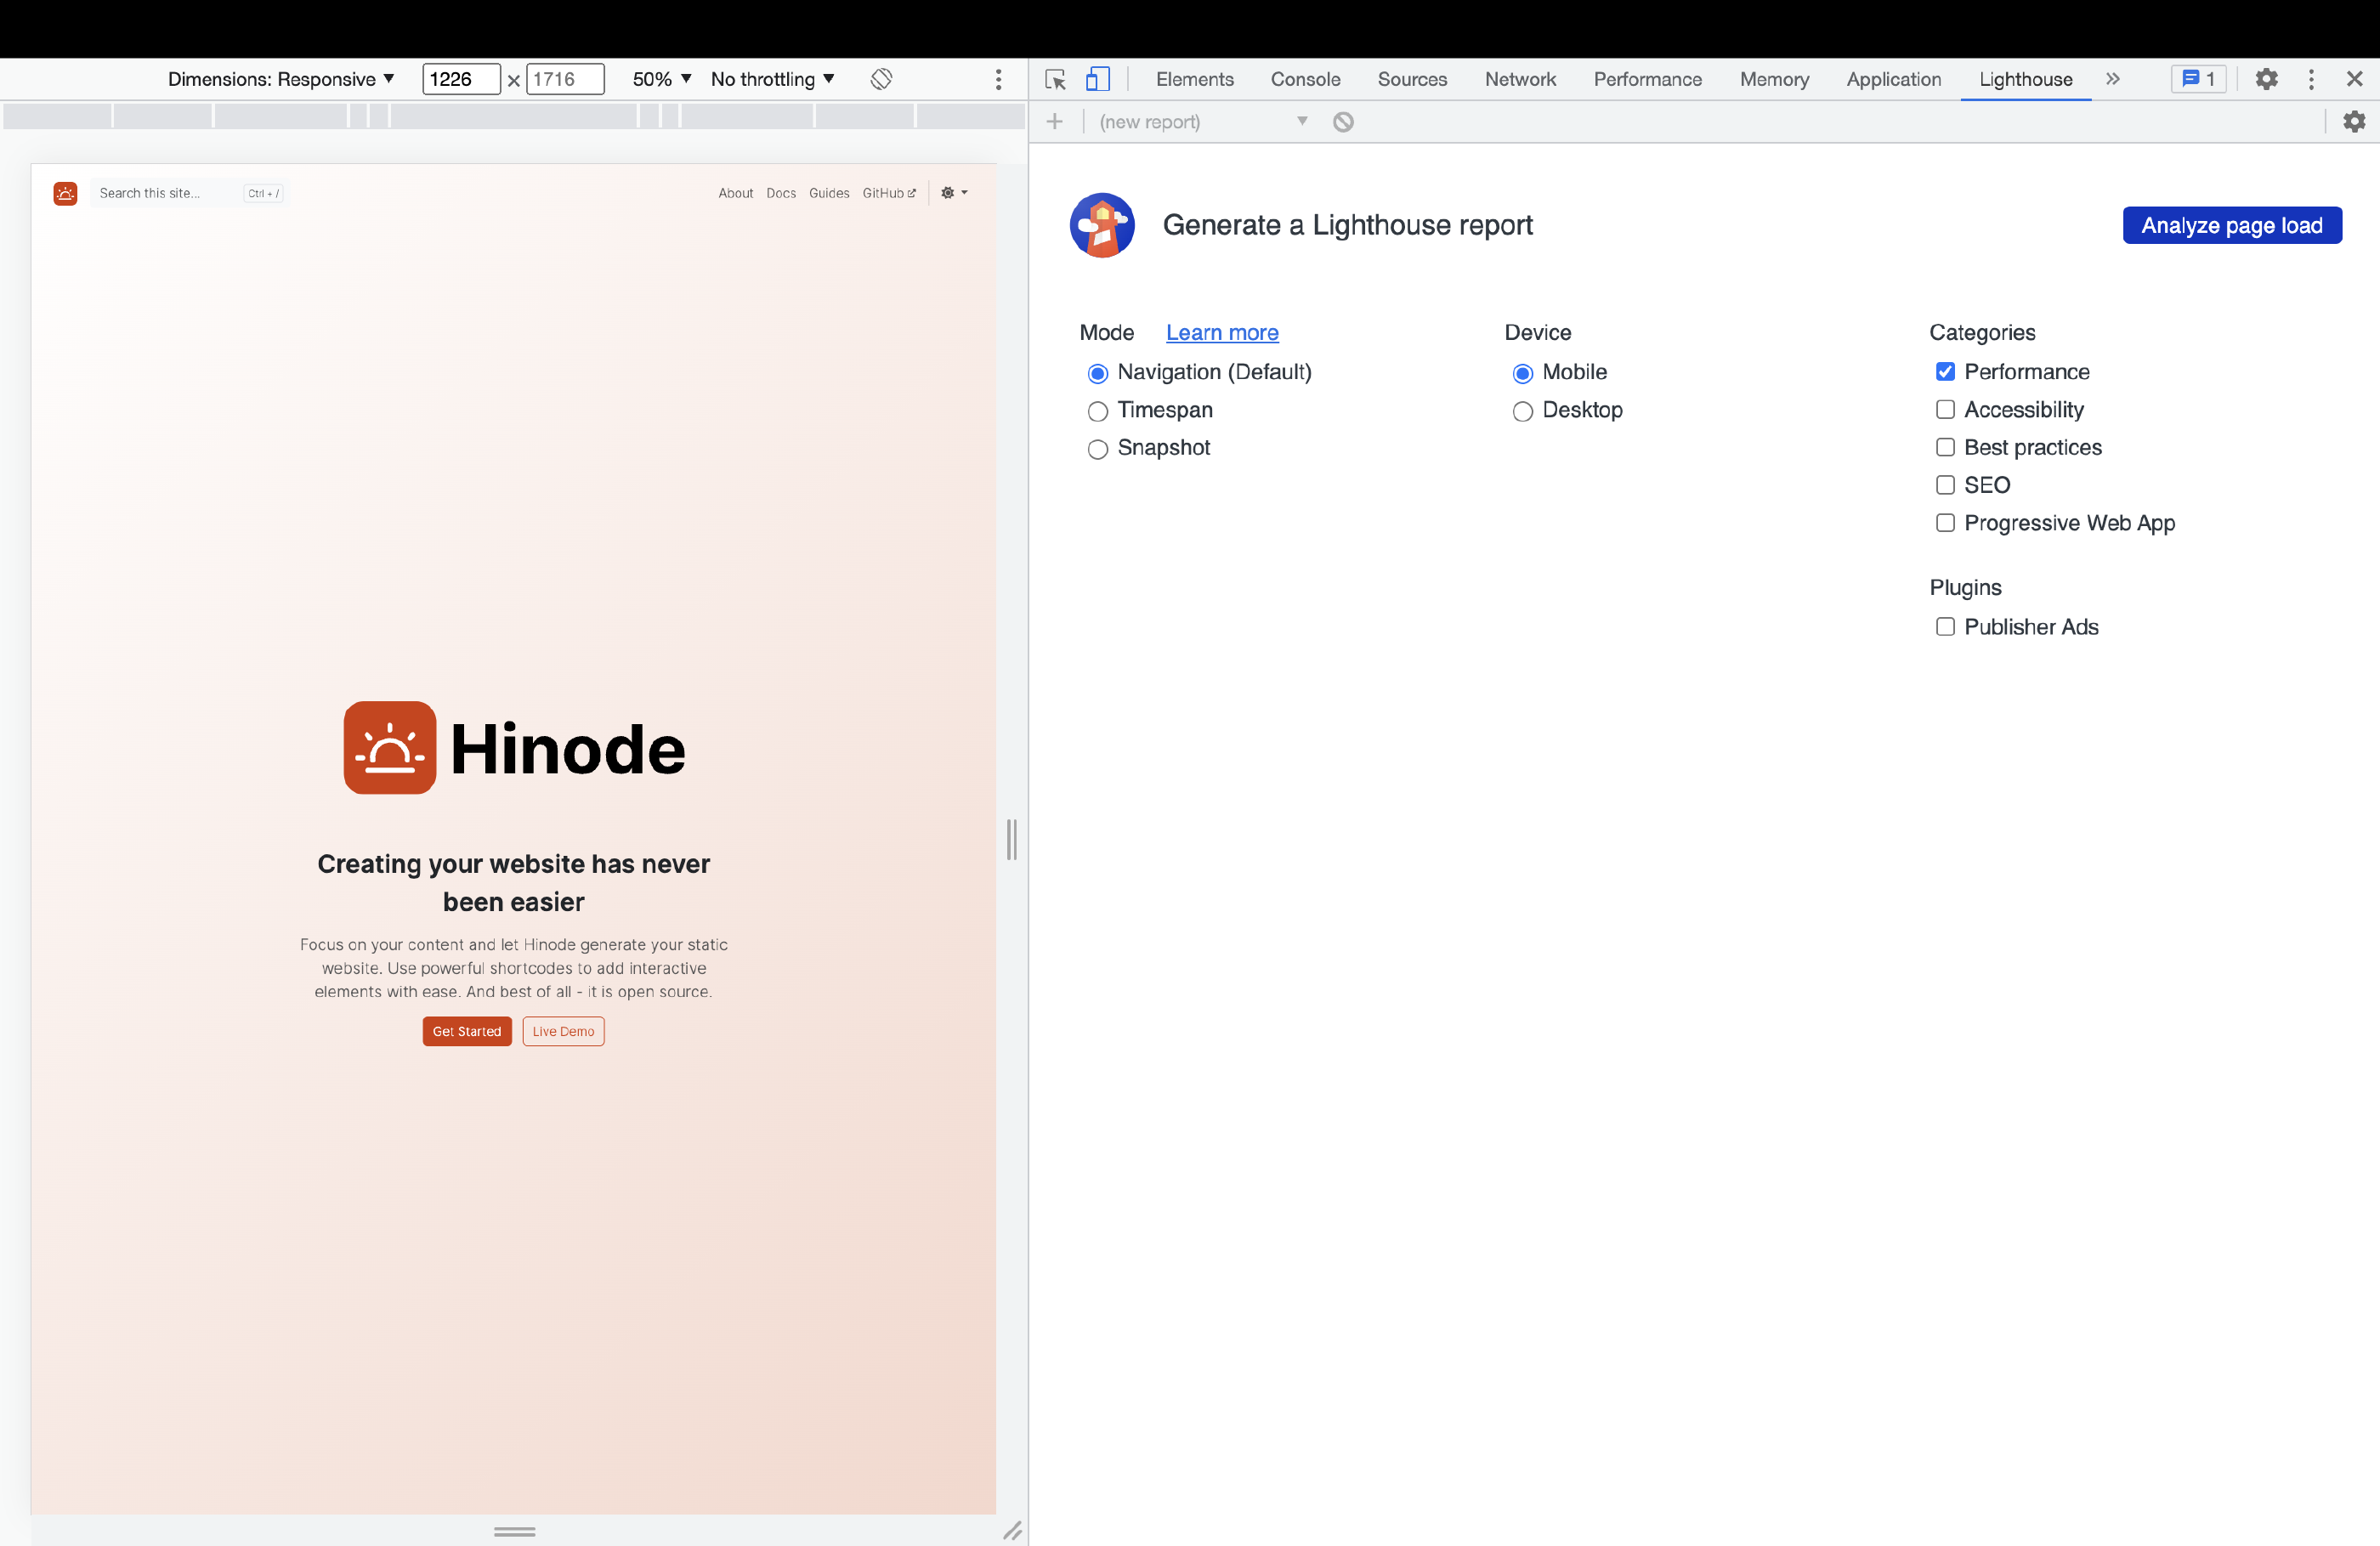 Dimensions: Responsive ▼ 1226 × 1716 50% ▼ No throttling ▼
Elements Console Sources Network Performance Memory Application Lighthouse » 1
(new report)
Search this site... Ctrl + / About Docs Guides GitHub
Hinode
Creating your website has never
been easier
Focus on your content and let Hinode generate your static
website. Use powerful shortcodes to add interactive
elements with ease. And best of all - it is open source.
Get Started Live Demo
Generate a Lighthouse report Analyze page load
Mode Learn more
Navigation (Default)
Timespan
Snapshot
Device
Mobile
Desktop
Categories
Performance
Accessibility
Best practices
SEO
Progressive Web App
Plugins
Publisher Ads